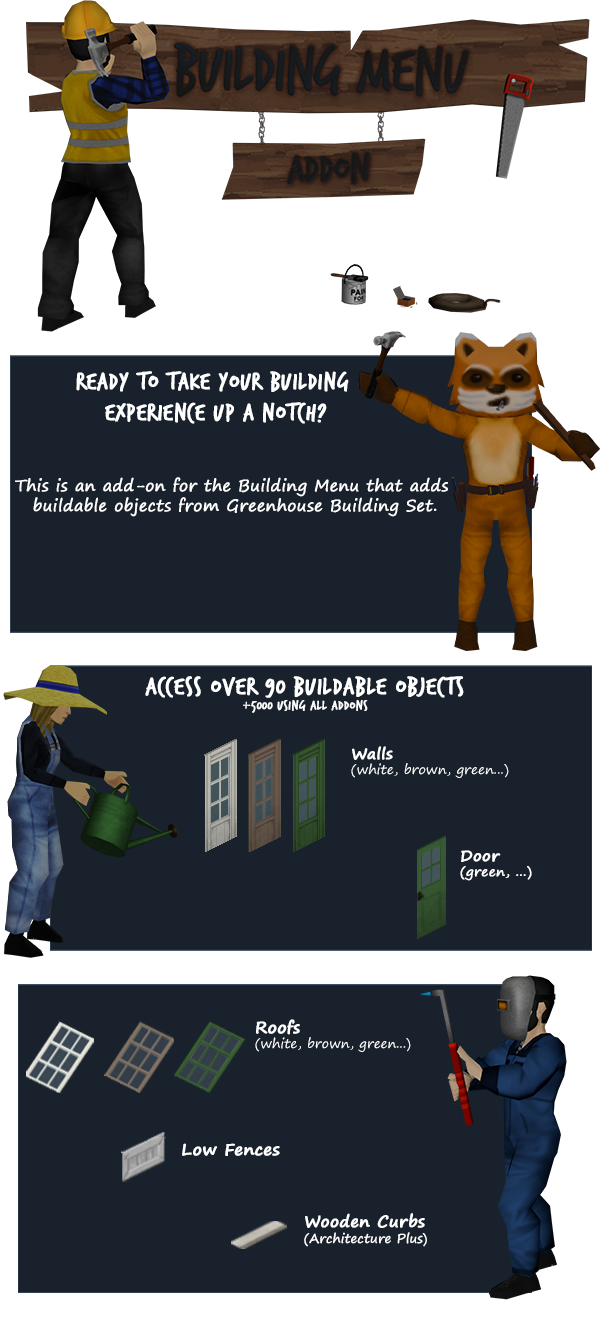 BUILDING MENU
ADDON
PAIN
FOR
READY TO TAKE YOUR BUILDING
EXPERIENCE UP A NOTCH?
This is an add-on for the Building Menu that adds
buildable objects from Greenhouse Building Set.
ACCESS OVER 90 BUILDABLE OBJECTS
+5000 USING ALL ADDONS
Walls
(white, brown, green...)
Door
(green, ...)
Roofs
(white, brown, green...)
Low Fences
Wooden Curbs
(Architecture Plus)